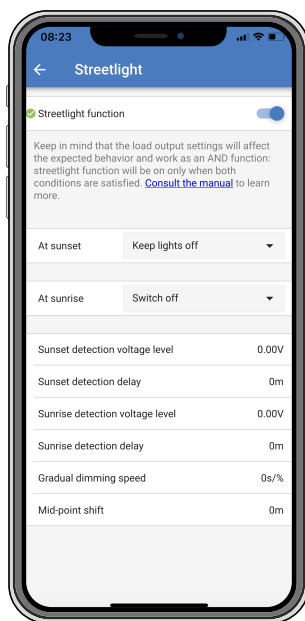 08:23
Streetlight
Streetlight function
Keep in mind that the load output settings will affect
the expected behavior and work as an AND function:
streetlight function will be on only when both
conditions are satisfied. Consult the manual to learn
more.
At sunset Keep lights off
At sunrise Switch off
Sunset detection voltage level 0.00V
Sunset detection delay 0m
Sunrise detection voltage level 0.00V
Sunrise detection delay 0m
Gradual dimming speed 0s/%
Mid-point shift 0m